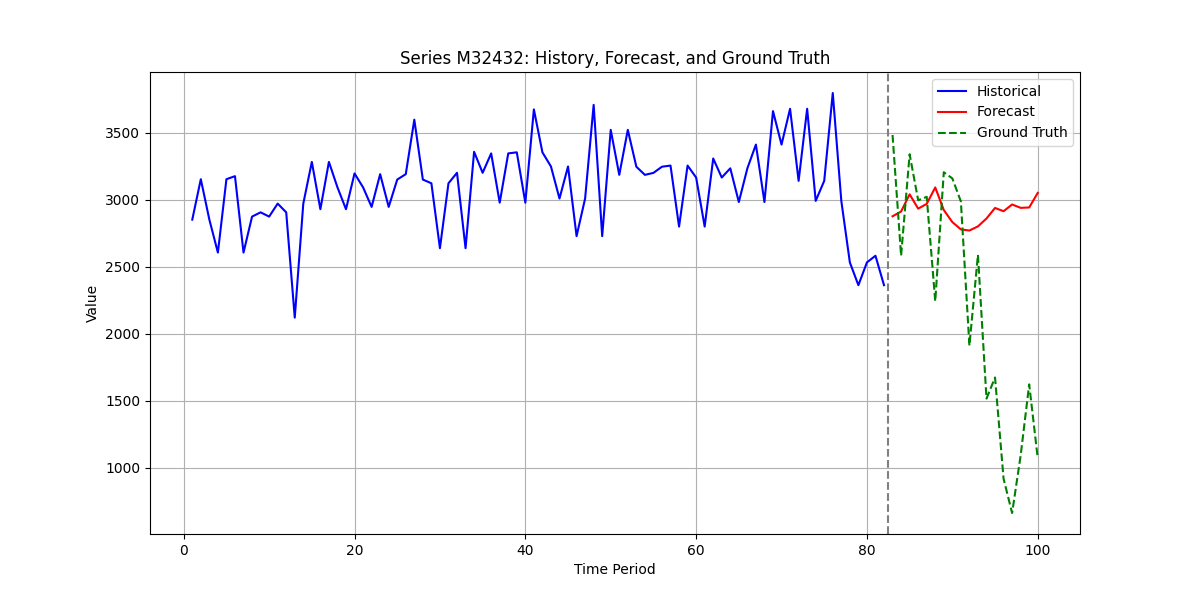 Series M32432: History, Forecast, and Ground Truth
Historical
Forecast
Ground Truth
Value
3500
3000
2500
2000
1500
1000
0 20 40 60 80 100
Time Period